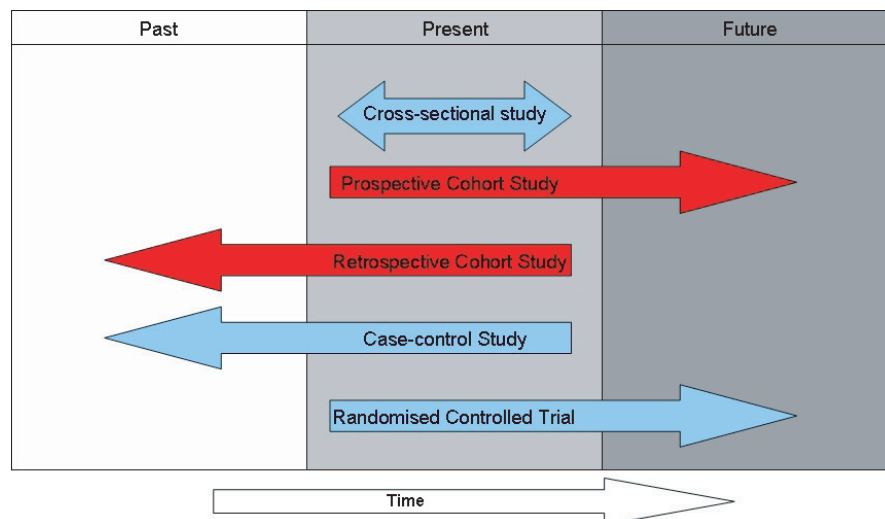 Past Present Future
Cross-sectional study
Prospective Cohort Study
Retrospective Cohort Study
Case-control Study
Randomised Controlled Trial
Time